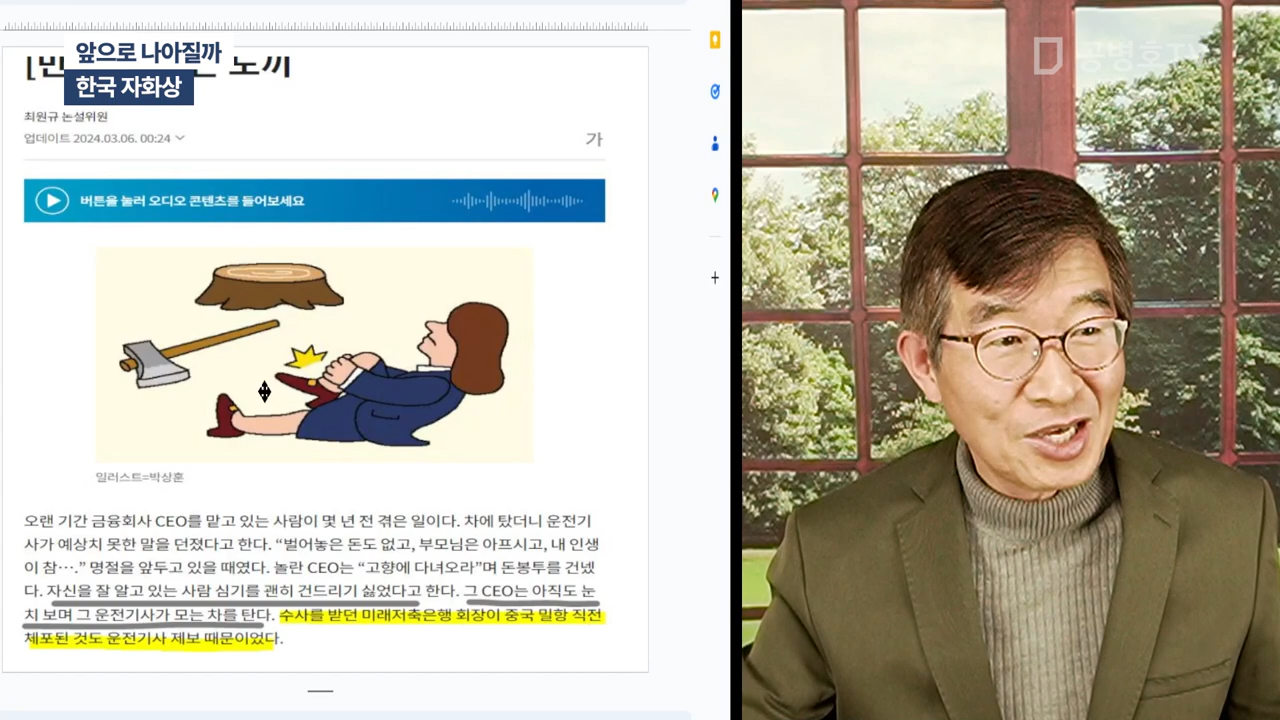 앞으로 나아질까
한국 자화상
도끼
최원규 논설위원
업데이트 2024.03.06. 00:24
가
버튼을 눌러 오디오 콘텐츠를 들어보세요
일러스트=박상훈
오랜 기간 금융회사 CEO를 맡고 있는 사람이 몇 년 전 겪은 일이다. 차에 탔더니 운전기
사가 예상치 못한 말을 던졌다고 한다. “벌어놓은 돈도 없고, 부모님은 아프시고, 내 인생
이 참….” 명절을 앞두고 있을 때였다. 놀란 CEO는 “고향에 다녀오라”며 돈봉투를 건넸
다. 자신을 잘 알고 있는 사람 심기를 괜히 건드리기 싫었다고 한다. 그 CEO는 아직도 눈
치 보며 그 운전기사가 모는 차를 탄다. 수사를 받던 미래저축은행 회장이 중국 밀항 직전
체포된 것도 운전기사 제보 때문이었다.
공병호TV